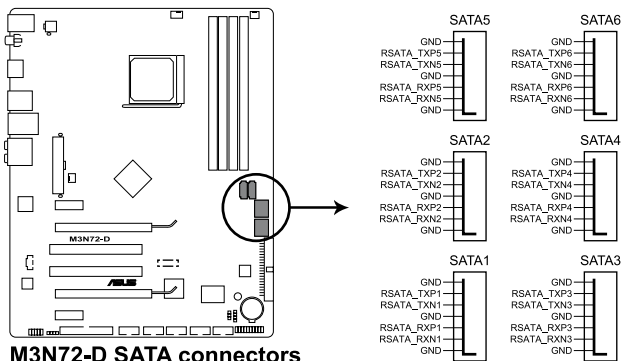 SATA5
GND
RSATA_TXP5
RSATA_TXN5
GND
RSATA_RXP5
RSATA_RXN5
GND
SATA6
GND
RSATA_TXP6
RSATA_TXN6
GND
RSATA_RXP6
RSATA_RXN6
GND
SATA2
GND
RSATA_TXP2
RSATA_TXN2
GND
RSATA_RXP2
RSATA_RXN2
GND
SATA4
GND
RSATA_TXP4
RSATA_TXN4
GND
RSATA_RXP4
RSATA_RXN4
GND
SATA1
GND
RSATA_TXP1
RSATA_TXN1
GND
RSATA_RXP1
RSATA_RXN1
GND
SATA3
GND
RSATA_TXP3
RSATA_TXN3
GND
RSATA_RXP3
RSATA_RXN3
GND
M3N72-D
ASUS
M3N72-D SATA connectors